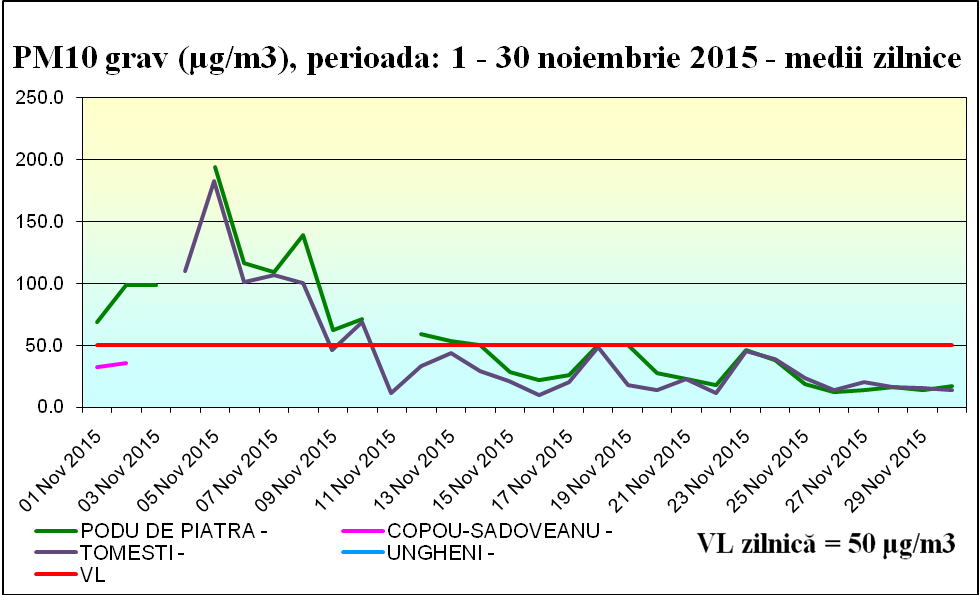 PM10 grav (µg/m3), perioada: 1 - 30 noiembrie 2015 - medii zilnice
250.0
200.0
150.0
100.0
50.0
0.0
01 Nov 2015
03 Nov 2015
05 Nov 2015
07 Nov 2015
09 Nov 2015
11 Nov 2015
13 Nov 2015
15 Nov 2015
17 Nov 2015
19 Nov 2015
21 Nov 2015
23 Nov 2015
25 Nov 2015
27 Nov 2015
29 Nov 2015
PODU DE PIATRA -
COPOU-SADOVEANU -
TOMESTI -
UNGHENI -
VL
VL zilnică = 50 µg/m3